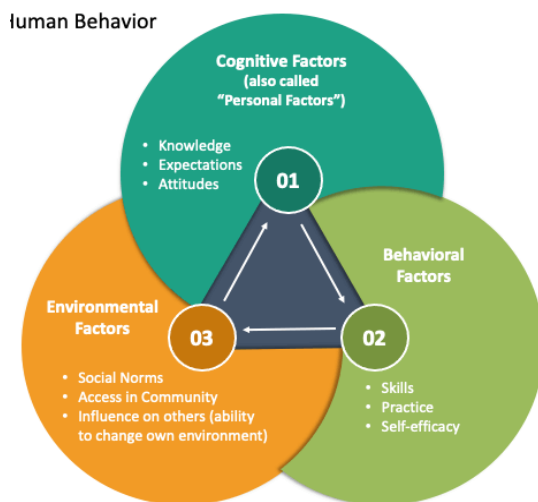 Human Behavior
Cognitive Factors
(also called
“Personal Factors”)
• Knowledge
• Expectations
• Attitudes
01
Behavioral
Factors
02
• Skills
• Practice
• Self-efficacy
Environmental
Factors
03
• Social Norms
• Access in Community
• Influence on others (ability
to change own environment)